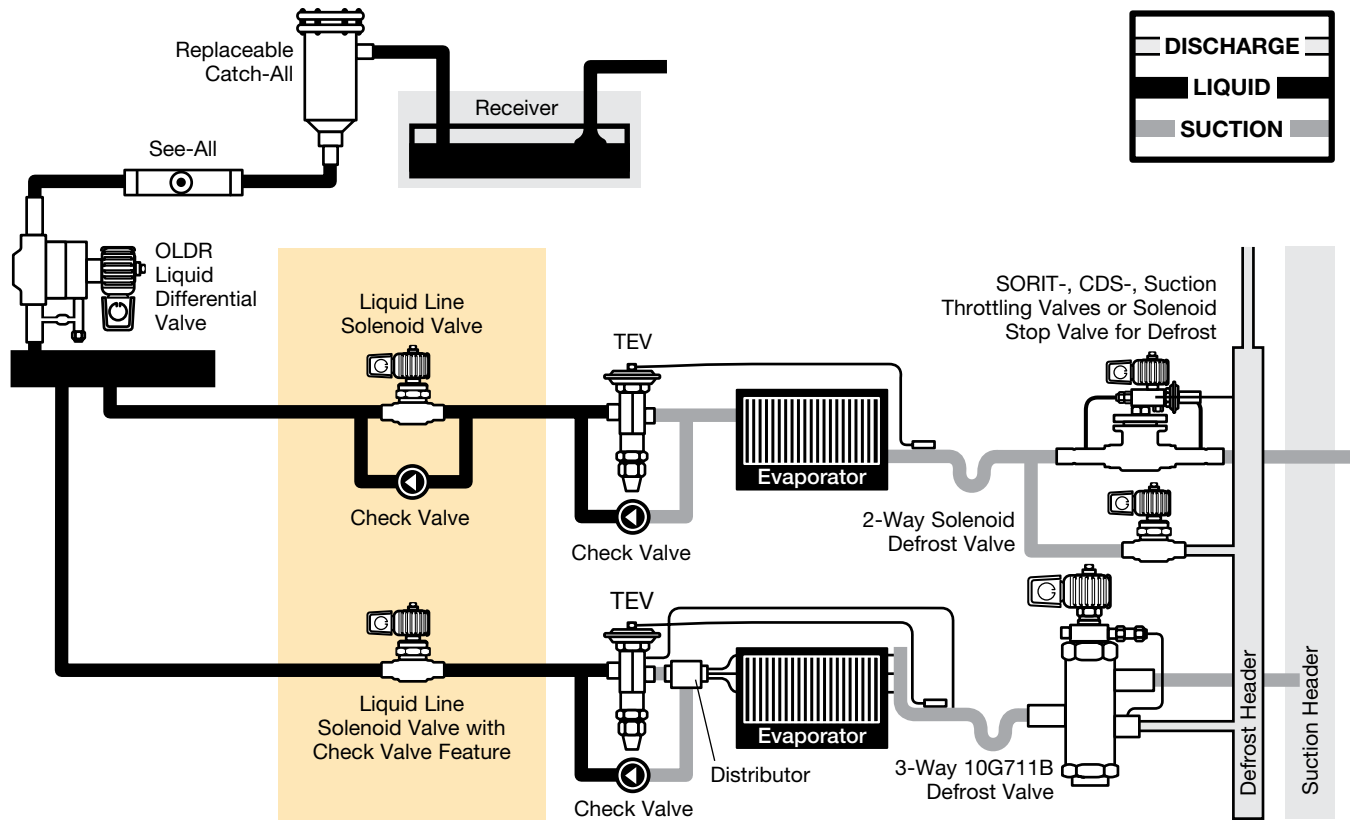 Replaceable
Catch-All
Receiver
DISCHARGE
LIQUID
SUCTION
See-All
OLDR
Liquid
Differential
Valve
Liquid Line
Solenoid Valve
TEV
SORIT-, CDS-, Suction
Throttling Valves or Solenoid
Stop Valve for Defrost
Evaporator
Check Valve
Check Valve
2-Way Solenoid
Defrost Valve
TEV
Liquid Line
Solenoid Valve with
Check Valve Feature
Evaporator
Distributor
Check Valve
3-Way 10G711B
Defrost Valve
Defrost Header
Suction Header